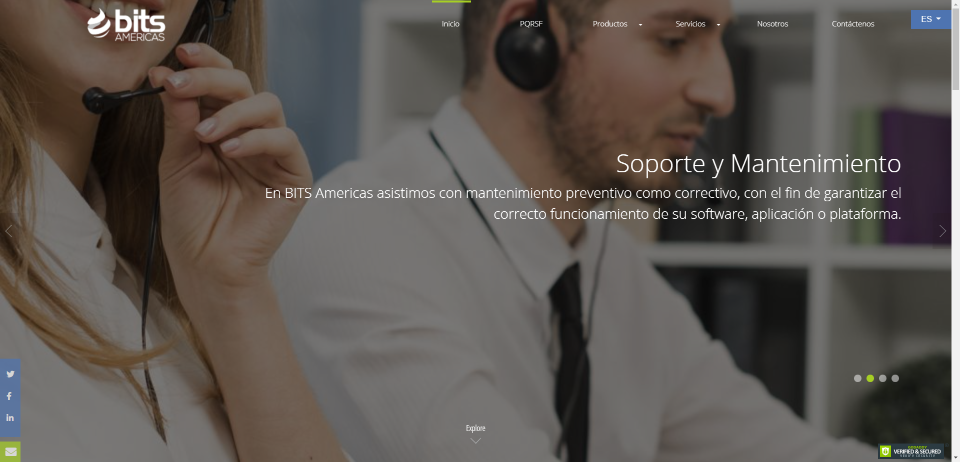 bits
AMERICAS
Inicio
PQRSF
Productos
Servicios
Nosotros
Contáctenos
ES
Soporte y Mantenimiento
En BITS Americas asistimos con mantenimiento preventivo como correctivo, con el fin de garantizar el
correcto funcionamiento de su software, aplicación o plataforma.
in
Explore
VERIFIED & SECURED